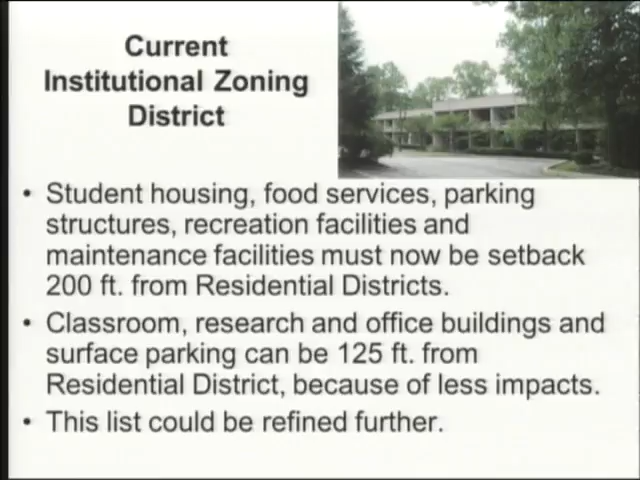 Current
Institutional Zoning
District
• Student housing, food services, parking
structures, recreation facilities and
maintenance facilities must now be setback
200 ft. from Residential Districts.
• Classroom, research and office buildings and
surface parking can be 125 ft. from
Residential District, because of less impacts.
• This list could be refined further.